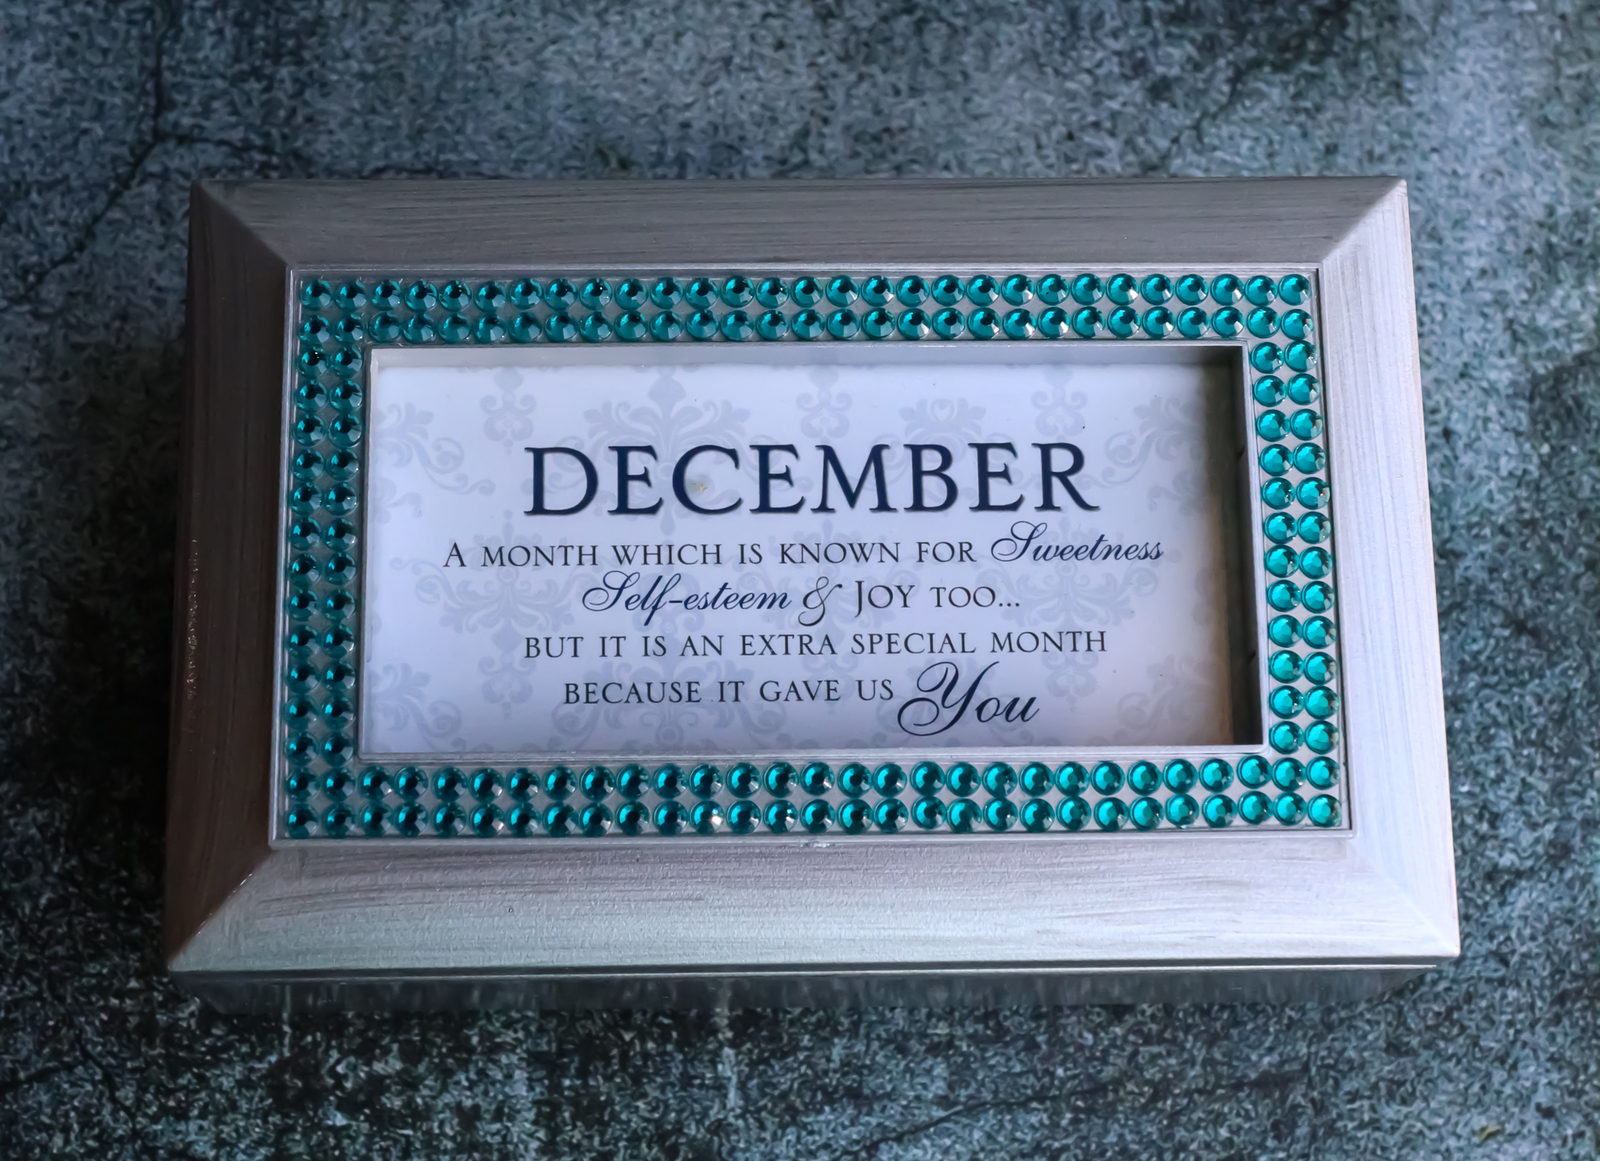 DECEMBER
A MONTH WHICH IS KNOWN FOR Sweetness
Self-esteem & JOY TOO...
BUT IT IS AN EXTRA SPECIAL MONTH
BECAUSE IT GAVE US You